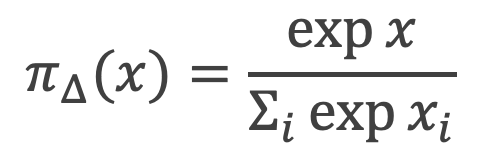 π_Δ(x) = exp x / Σ_i exp x_i